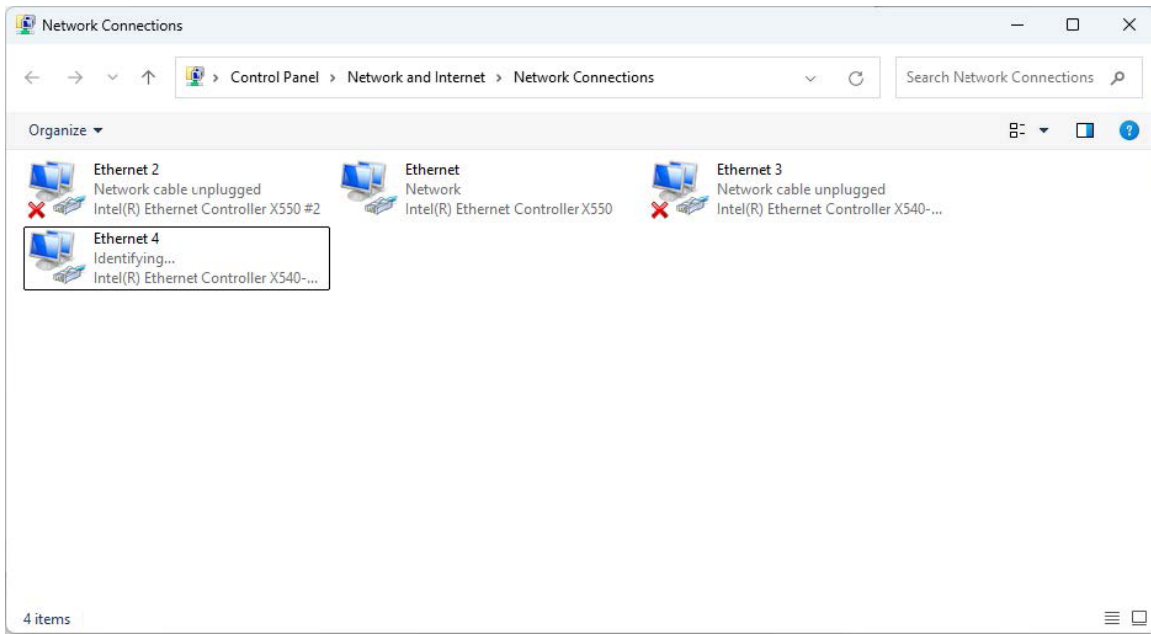 Network Connections
Control Panel > Network and Internet > Network Connections
Search Network Connections
Organize
Ethernet 2
Network cable unplugged
Intel(R) Ethernet Controller X550 #2
Ethernet
Network
Intel(R) Ethernet Controller X550
Ethernet 3
Network cable unplugged
Intel(R) Ethernet Controller X540-...
Ethernet 4
Identifying...
Intel(R) Ethernet Controller X540-...
4 items